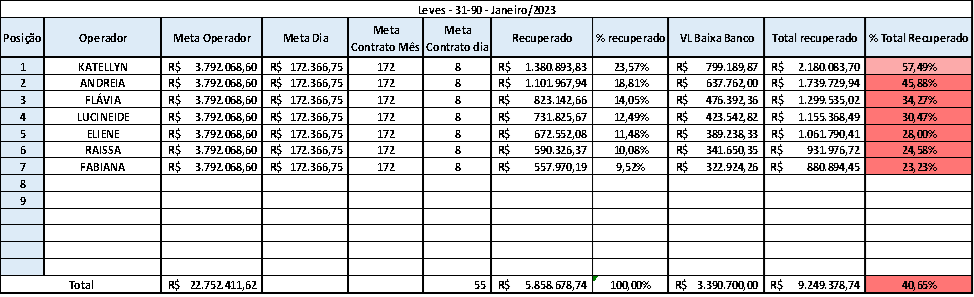 Leves - 31-90 - Janeiro/2023
Posição Operador Meta Operador Meta Dia Meta Contrato Mês Meta Contrato dia Recuperado % recuperado VL Baixa Banco Total recuperado % Total Recuperado
1 KATELLYN R$ 3.792.068,60 R$ 172.366,75 172 8 R$ 1.380.893,83 23,57% R$ 799.189,87 R$ 2.180.083,70 57,49%
2 ANDREIA R$ 3.792.068,60 R$ 172.366,75 172 8 R$ 1.101.967,94 18,81% R$ 637.762,00 R$ 1.739.729,94 45,88%
3 FLÁVIA R$ 3.792.068,60 R$ 172.366,75 172 8 R$ 823.142,66 14,05% R$ 476.392,36 R$ 1.299.535,02 34,27%
4 LUCINEIDE R$ 3.792.068,60 R$ 172.366,75 172 8 R$ 731.825,67 12,49% R$ 423.542,82 R$ 1.155.368,49 30,47%
5 ELIENE R$ 3.792.068,60 R$ 172.366,75 172 8 R$ 672.552,08 11,48% R$ 389.238,33 R$ 1.061.790,41 28,00%
6 RAISSA R$ 3.792.068,60 R$ 172.366,75 172 8 R$ 590.326,37 10,08% R$ 341.650,35 R$ 931.976,72 24,58%
7 FABIANA R$ 3.792.068,60 R$ 172.366,75 172 8 R$ 557.970,19 9,52% R$ 322.924,26 R$ 880.894,45 23,23%
8
9
Total R$ 22.752.411,62 55 R$ 5.858.678,74 100,00% R$ 3.390.700,00 R$ 9.249.378,74 40,65%